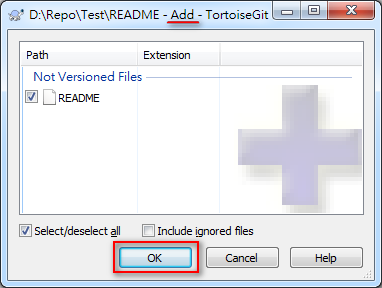 D:\Repo\Test\README - Add - TortoiseGit
Path Extension
Not Versioned Files
README
Select/deselect all Include ignored files
OK Cancel Help